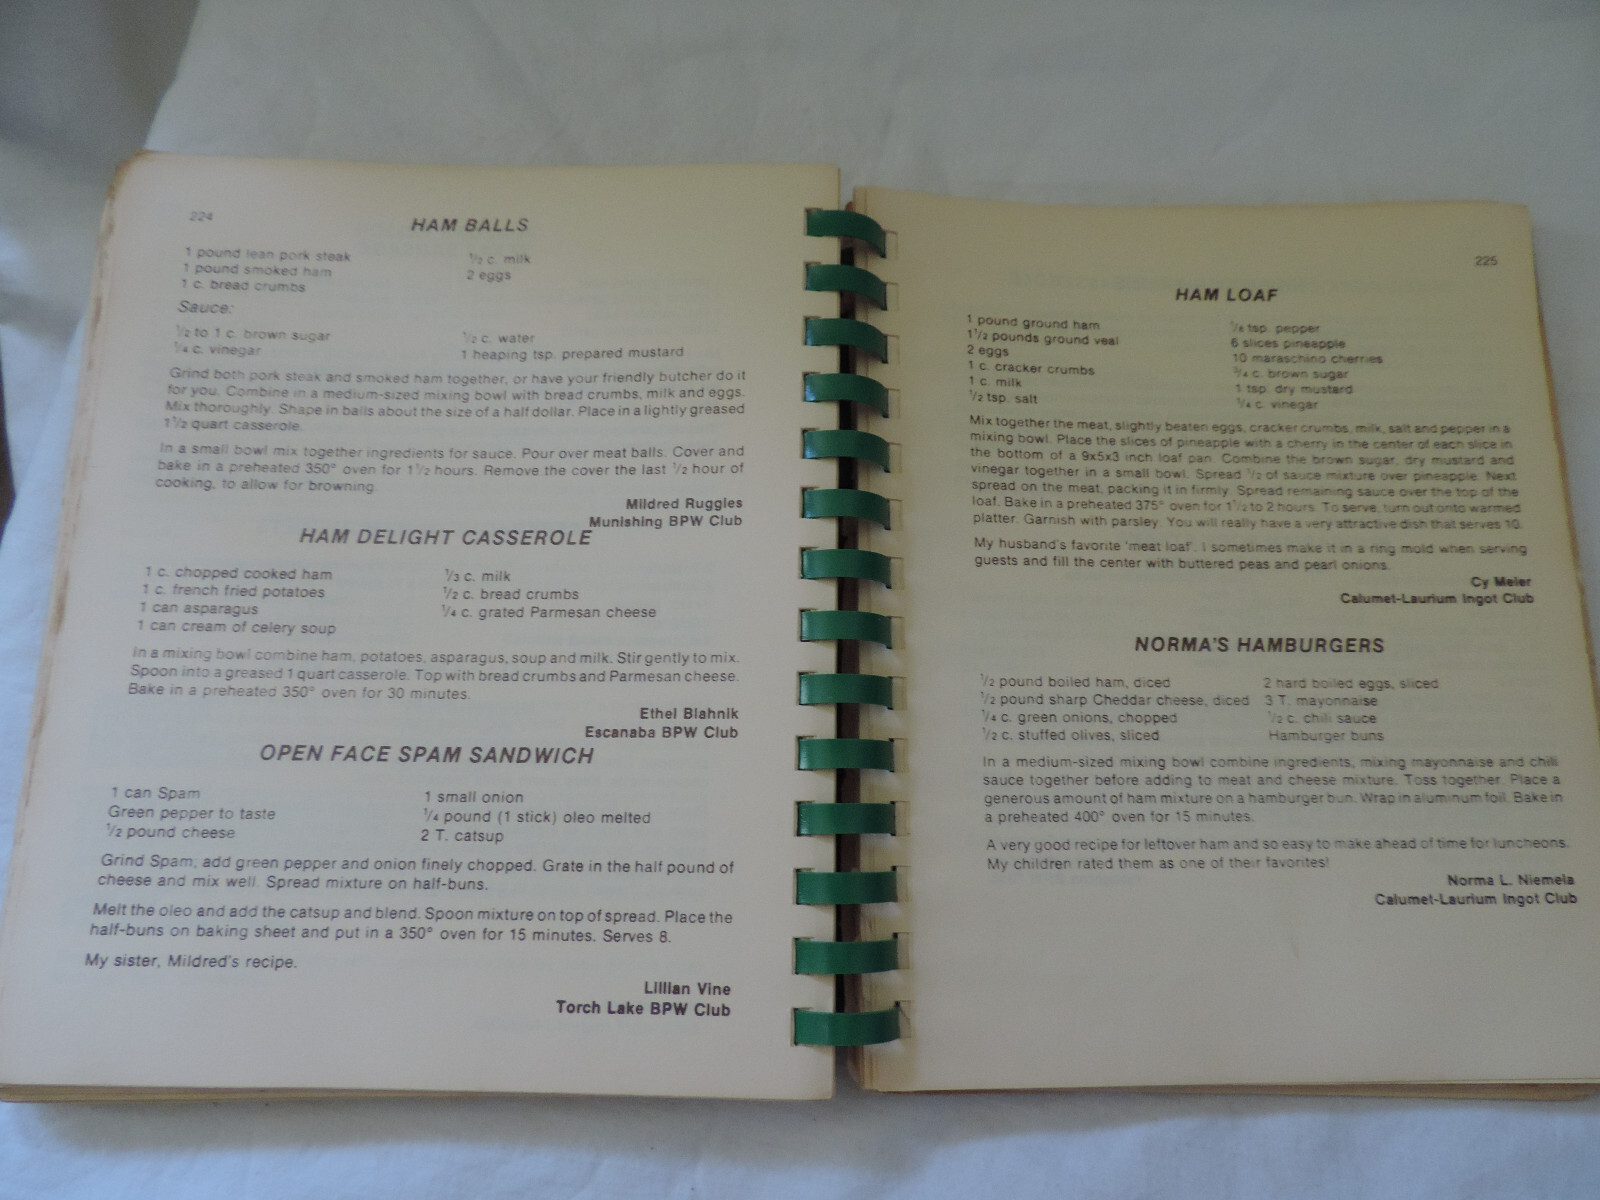 224
HAM BALLS
1 pound lean pork steak
1 pound smoked ham
1 c. bread crumbs
½ c. milk
2 eggs
Sauce:
½ to 1 c. brown sugar
¼ c. vinegar
½ c. water
1 heaping tsp. prepared mustard
Grind both pork steak and smoked ham together, or have your friendly butcher do it
for you. Combine in a medium-sized mixing bowl with bread crumbs, milk and eggs.
Mix thoroughly. Shape in balls about the size of a half dollar. Place in a lightly greased
1½ quart casserole.
In a small bowl mix together ingredients for sauce. Pour over meat balls. Cover and
bake in a preheated 350° oven for 1½ hours. Remove the cover the last ½ hour of
cooking, to allow for browning.
Mildred Ruggles
Munishing BPW Club
HAM DELIGHT CASSEROLE
1 c. chopped cooked ham
1 c. french fried potatoes
1 can asparagus
1 can cream of celery soup
⅓ c. milk
½ c. bread crumbs
¼ c. grated Parmesan cheese
In a mixing bowl combine ham, potatoes, asparagus, soup and milk. Stir gently to mix.
Spoon into a greased 1 quart casserole. Top with bread crumbs and Parmesan cheese.
Bake in a preheated 350° oven for 30 minutes.
Ethel Blahnik
Escanaba BPW Club
OPEN FACE SPAM SANDWICH
1 can Spam
Green pepper to taste
½ pound cheese
1 small onion
¼ pound (1 stick) oleo melted
2 T. catsup
Grind Spam, add green pepper and onion finely chopped. Grate in the half pound of
cheese and mix well. Spread mixture on half-buns.
Melt the oleo and add the catsup and blend. Spoon mixture on top of spread. Place the
half-buns on baking sheet and put in a 350° oven for 15 minutes. Serves 8.
My sister, Mildred's recipe.
Lillian Vine
Torch Lake BPW Club
225
HAM LOAF
1 pound ground ham
1½ pounds ground veal
2 eggs
1 c. cracker crumbs
1 c. milk
½ tsp. salt
tsp. pepper
6 slices pineapple
10 maraschino cherries
¾ c. brown sugar
1 tsp. dry mustard
¼ c. vinegar
Mix together the meat, slightly beaten eggs, cracker crumbs, milk, salt and pepper in a
mixing bowl. Place the slices of pineapple with a cherry in the center of each slice in
the bottom of a 9x5x3 inch loaf pan. Combine the brown sugar, dry mustard and
vinegar together in a small bowl. Spread ½ of sauce mixture over pineapple. Next
spread on the meat, packing it in firmly. Spread remaining sauce over the top of the
loaf. Bake in a preheated 375° oven for 1½ to 2 hours. To serve, turn out onto warmed
platter. Garnish with parsley. You will really have a very attractive dish that serves 10.
My husband's favorite 'meat loaf'. I sometimes make it in a ring mold when serving
guests and fill the center with buttered peas and pearl onions.
Cy Meier
Calumet-Laurium Ingot Club
NORMA'S HAMBURGERS
½ pound boiled ham, diced
½ pound sharp Cheddar cheese, diced
¼ c. green onions, chopped
½ c. stuffed olives, sliced
2 hard boiled eggs, sliced
3 T. mayonnaise
½ c. chili sauce
Hamburger buns
In a medium-sized mixing bowl combine ingredients, mixing mayonnaise and chili
sauce together before adding to meat and cheese mixture. Toss together. Place a
generous amount of ham mixture on a hamburger bun. Wrap in aluminum foil. Bake in
a preheated 400° oven for 15 minutes.
A very good recipe for leftover ham and so easy to make ahead of time for luncheons.
My children rated them as one of their favorites!
Norma L. Niemela
Calumet-Laurium Ingot Club